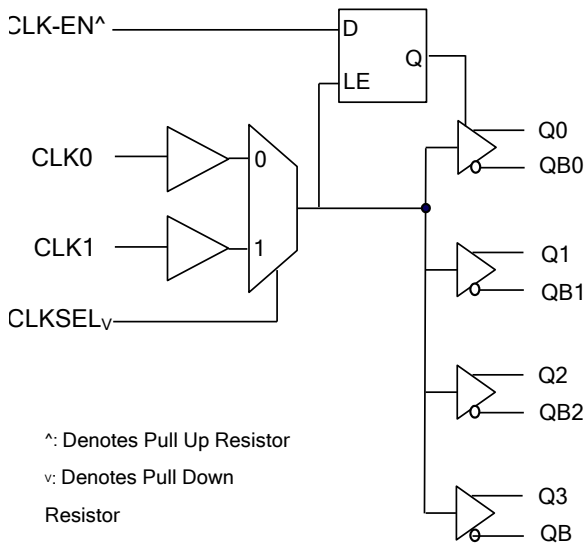 CLK-EN^
D
Q
LE
Q0
QB0
CLK0
0
CLK1
1
Q1
QB1
CLKSELv
Q2
QB2
^: Denotes Pull Up Resistor
v: Denotes Pull Down
Resistor
Q3
QB